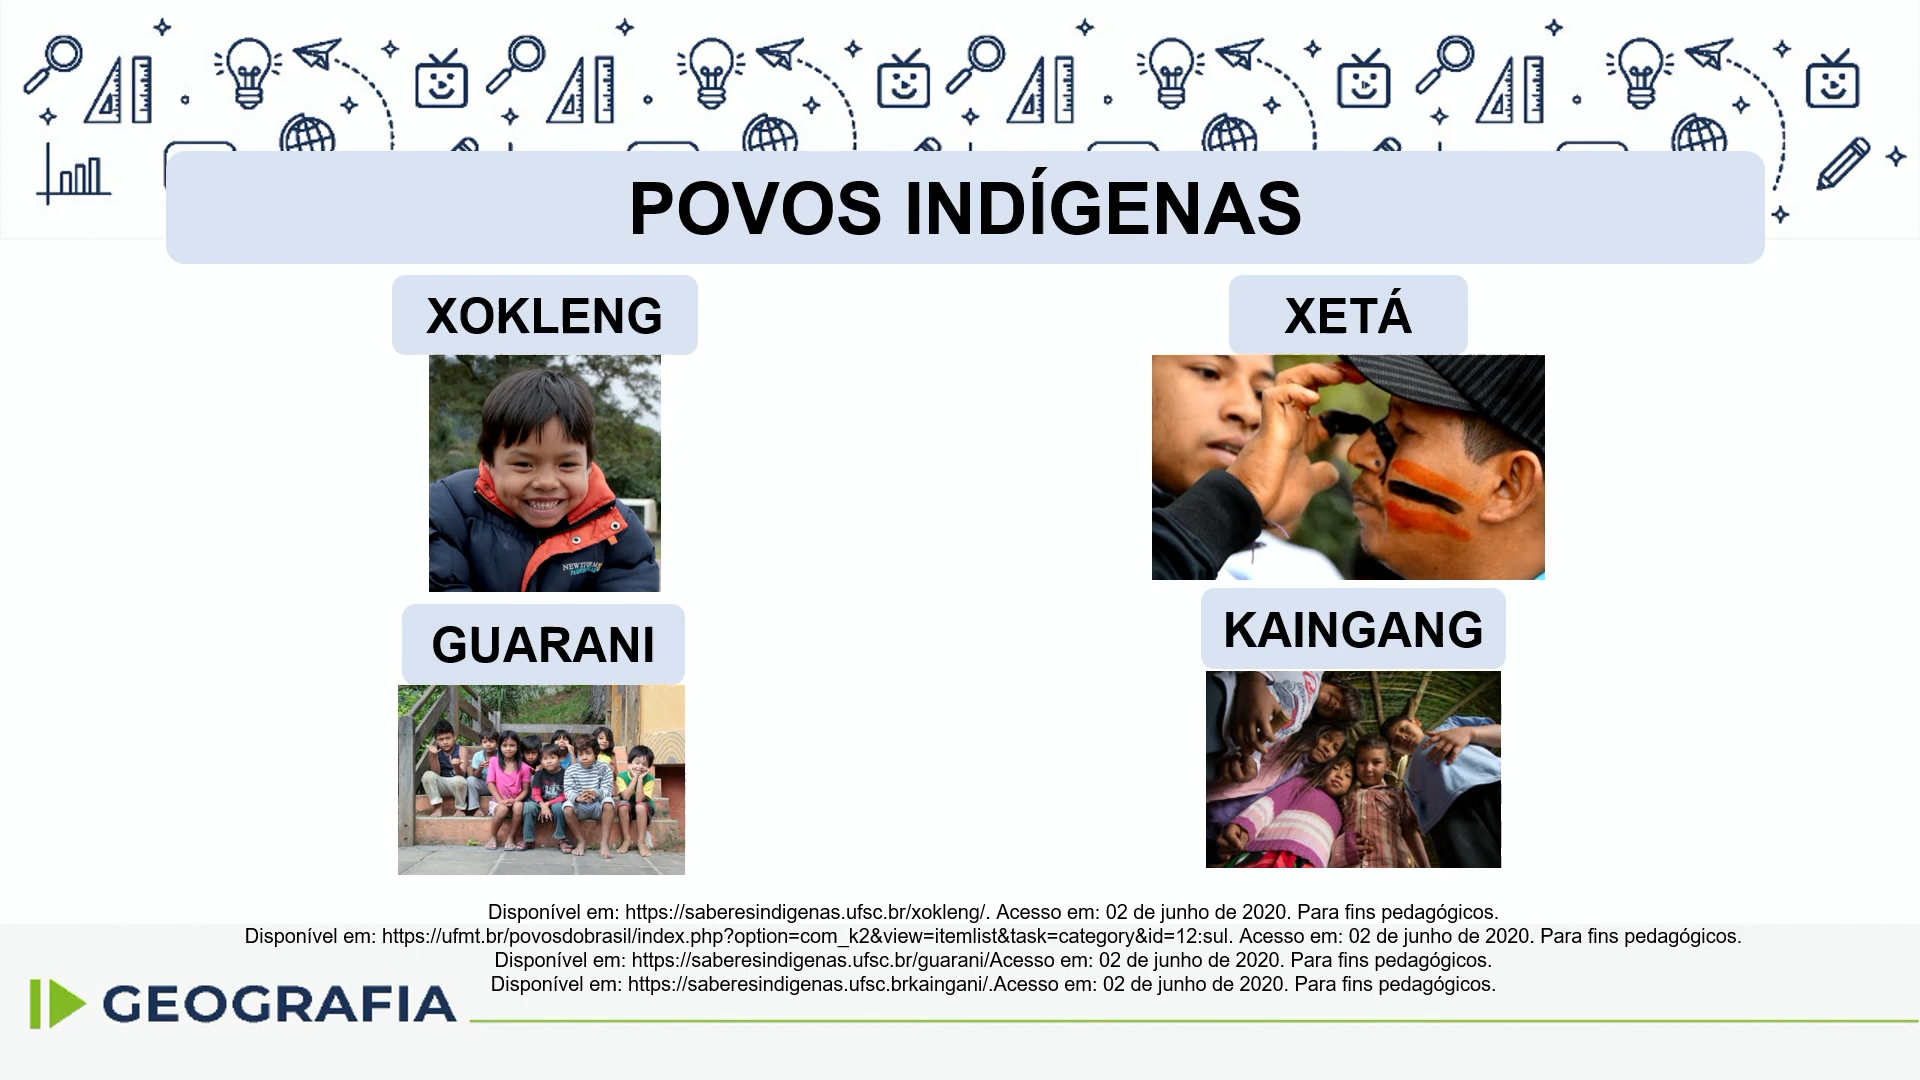 POVOS INDÍGENAS
XOKLENG
XETÁ
GUARANI
KAINGANG
Disponível em: https://saberesindigenas.ufsc.br/xokleng/. Acesso em: 02 de junho de 2020. Para fins pedagógicos.
Disponível em: https://ufmt.br/povosdobrasil/index.php?option=com_k2&view=itemlist&task=category&id=12:sul. Acesso em: 02 de junho de 2020. Para fins pedagógicos.
Disponível em: https://saberesindigenas.ufsc.br/guarani/Acesso em: 02 de junho de 2020. Para fins pedagógicos.
Disponível em: https://saberesindigenas.ufsc.brkaingani/.Acesso em: 02 de junho de 2020. Para fins pedagógicos.
GEOGRAFIA